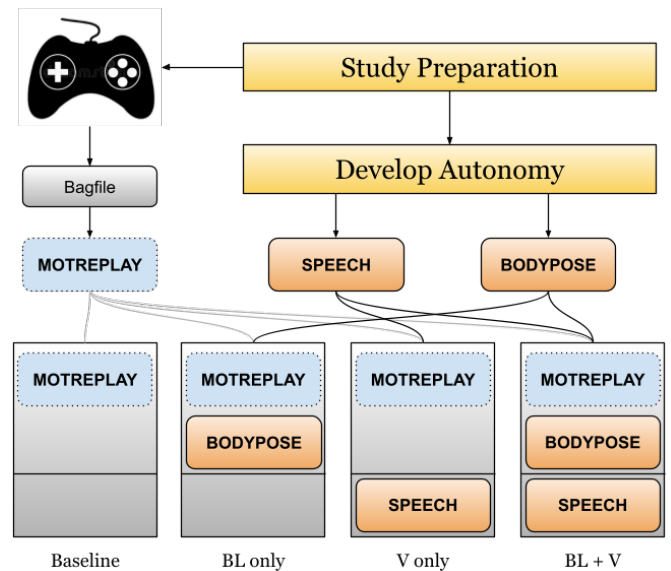 Study Preparation
Develop Autonomy
Bagfile
MOTREPLAY
SPEECH
BODYPOSE
MOTREPLAY
MOTREPLAY
MOTREPLAY
MOTREPLAY
BODYPOSE
BODYPOSE
SPEECH
SPEECH
Baseline
BL only
V only
BL + V